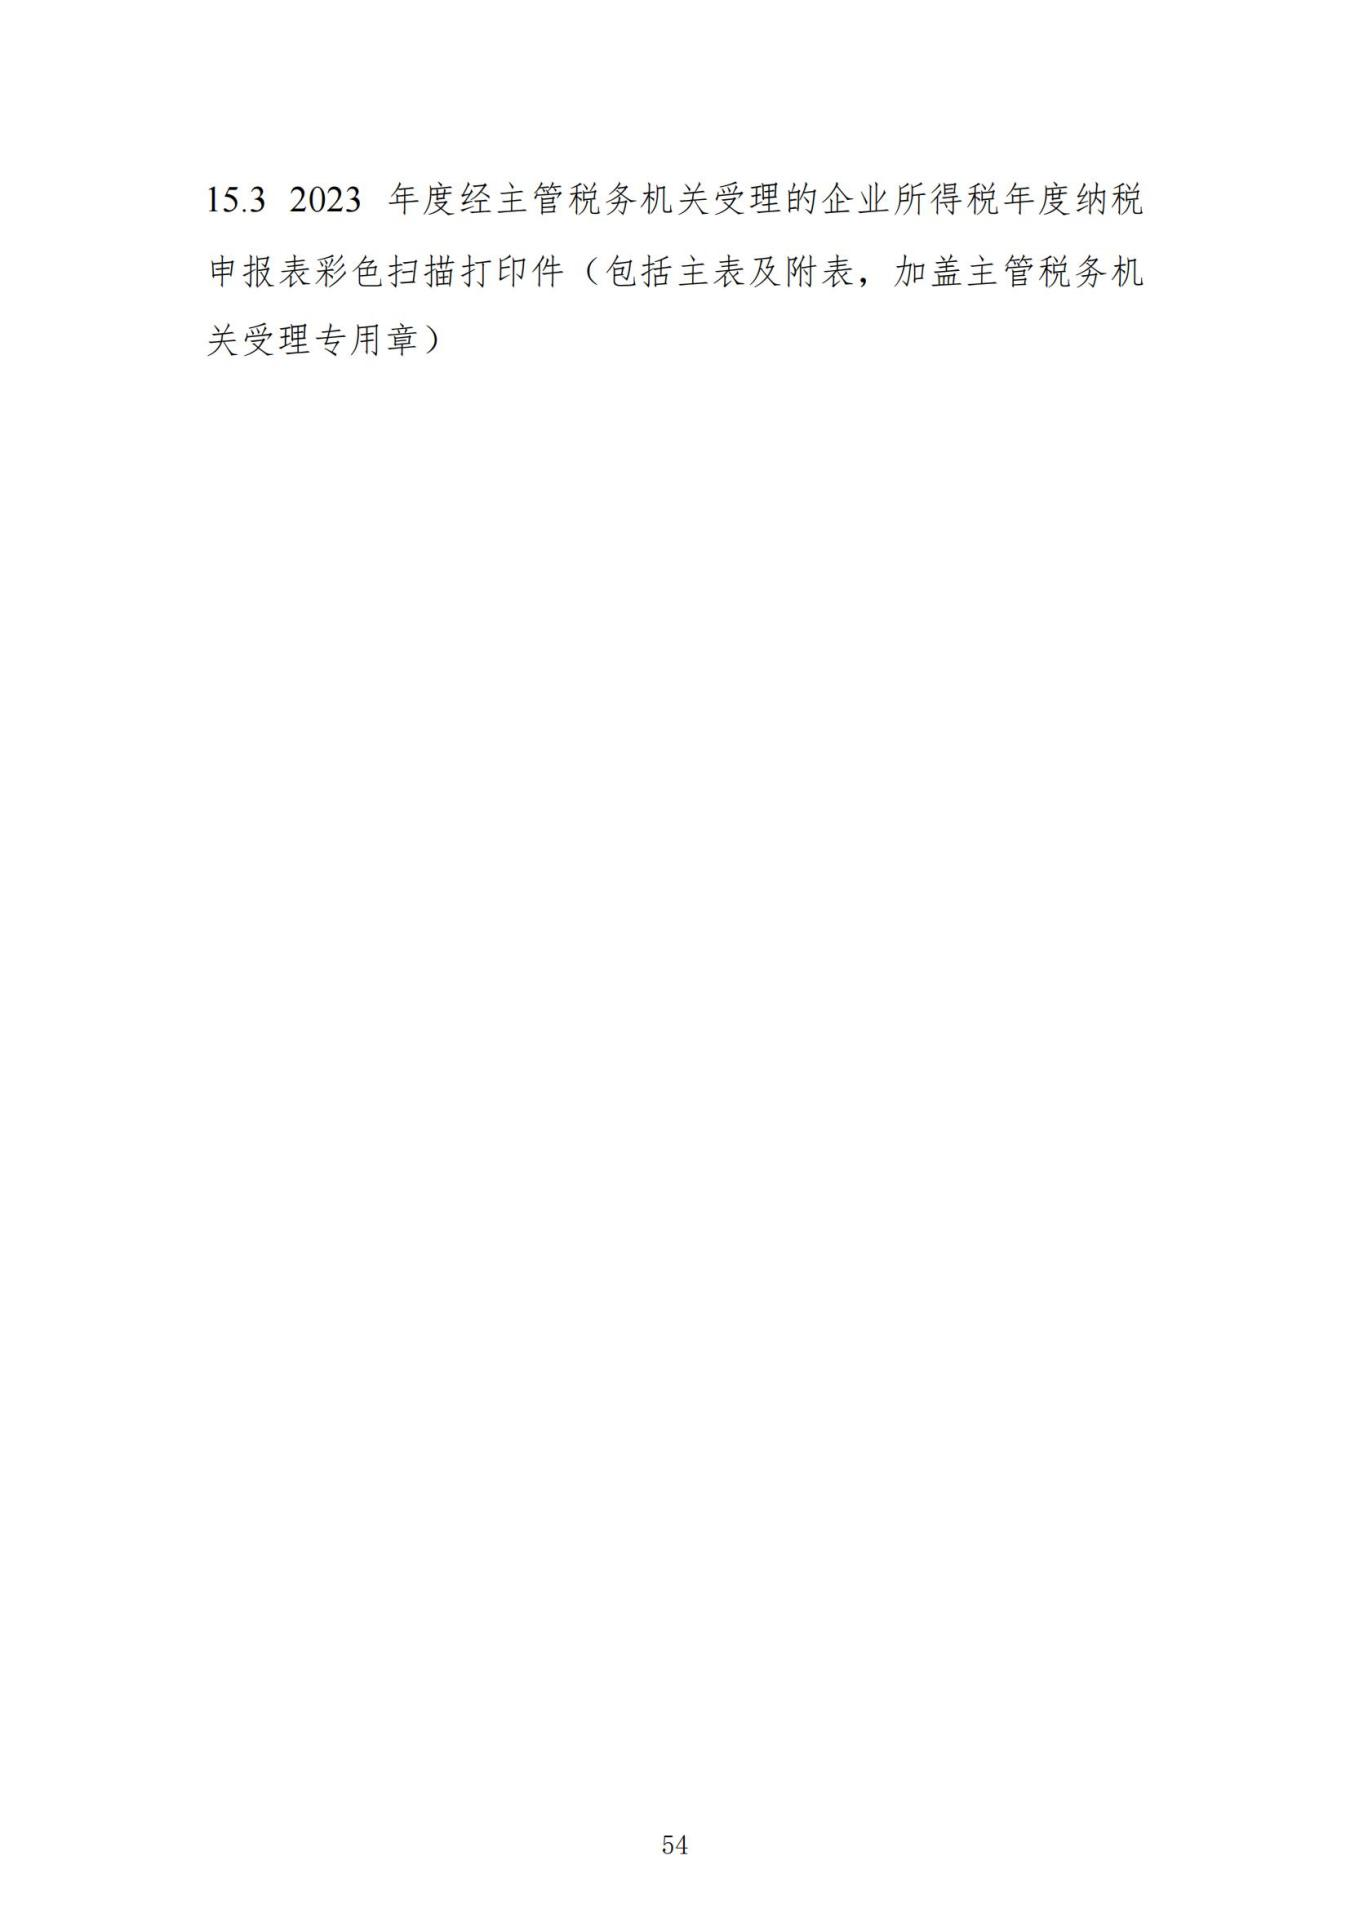 15.3 2023 年度经主管税务机关受理的企业所得税年度纳税
申报表彩色扫描打印件（包括主表及附表，加盖主管税务机
关受理专用章）
54